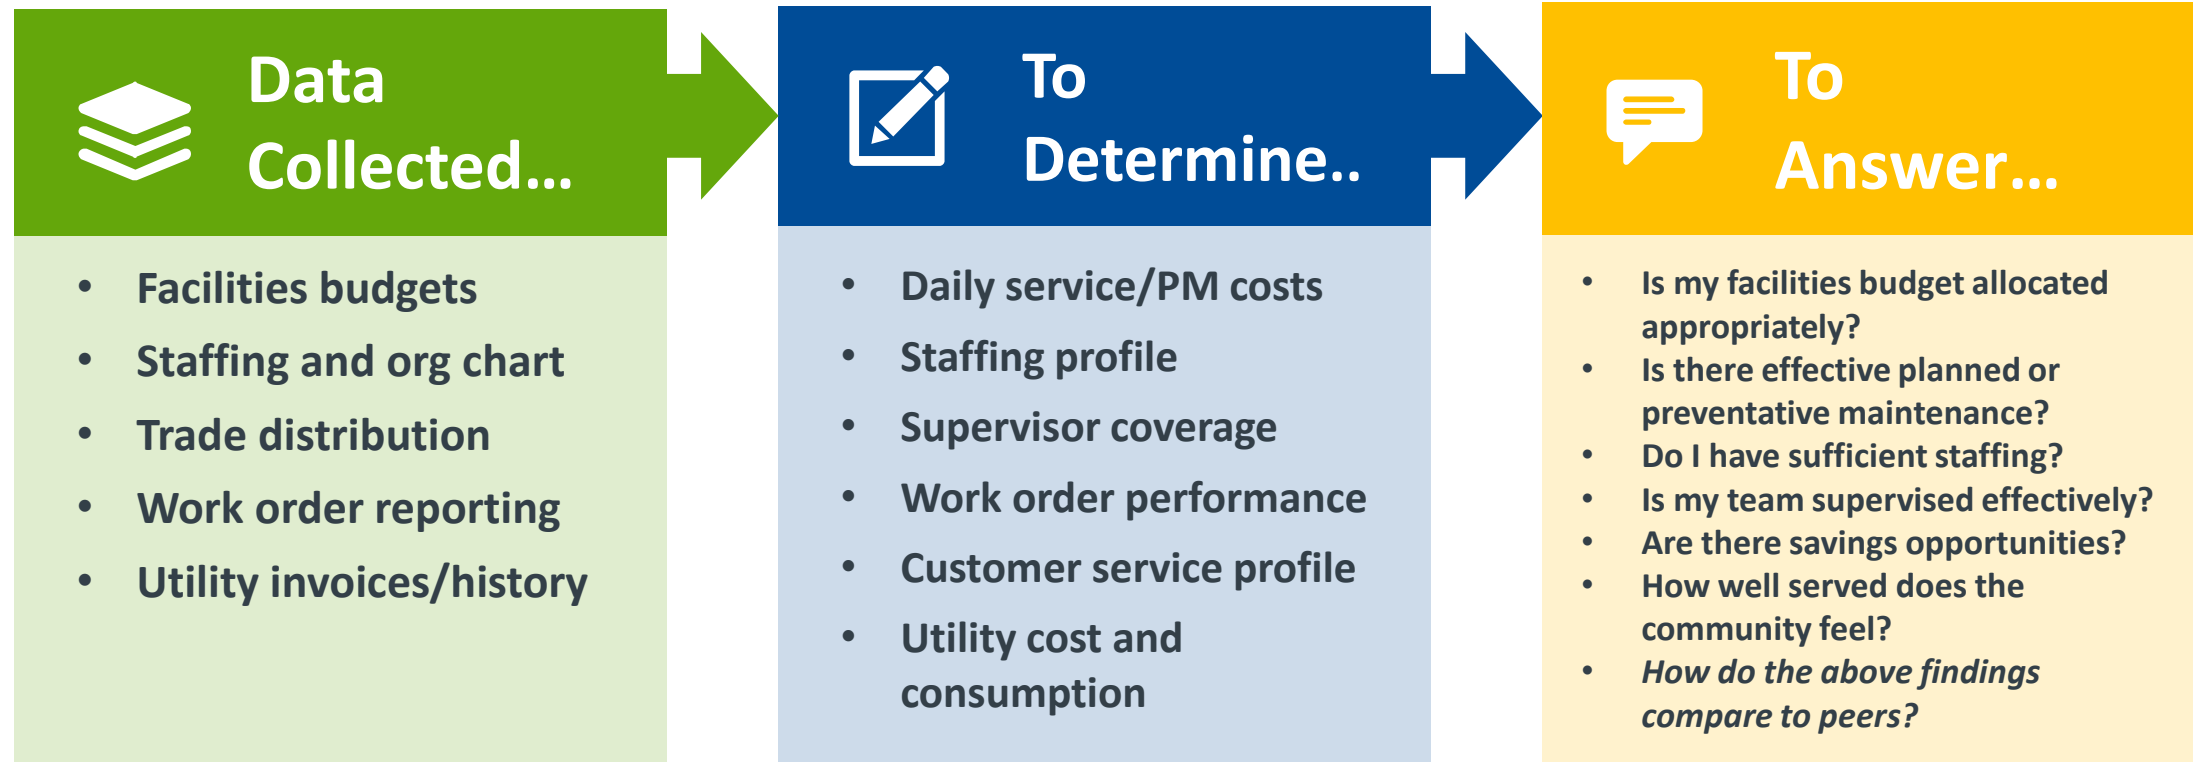 Data
Collected...
• Facilities budgets
• Staffing and org chart
• Trade distribution
• Work order reporting
• Utility invoices/history
To
Determine..
• Daily service/PM costs
• Staffing profile
• Supervisor coverage
• Work order performance
• Customer service profile
• Utility cost and
consumption
To
Answer...
• Is my facilities budget allocated
appropriately?
• Is there effective planned or
preventative maintenance?
• Do I have sufficient staffing?
• Is my team supervised effectively?
• Are there savings opportunities?
• How well served does the
community feel?
• How do the above findings
compare to peers?